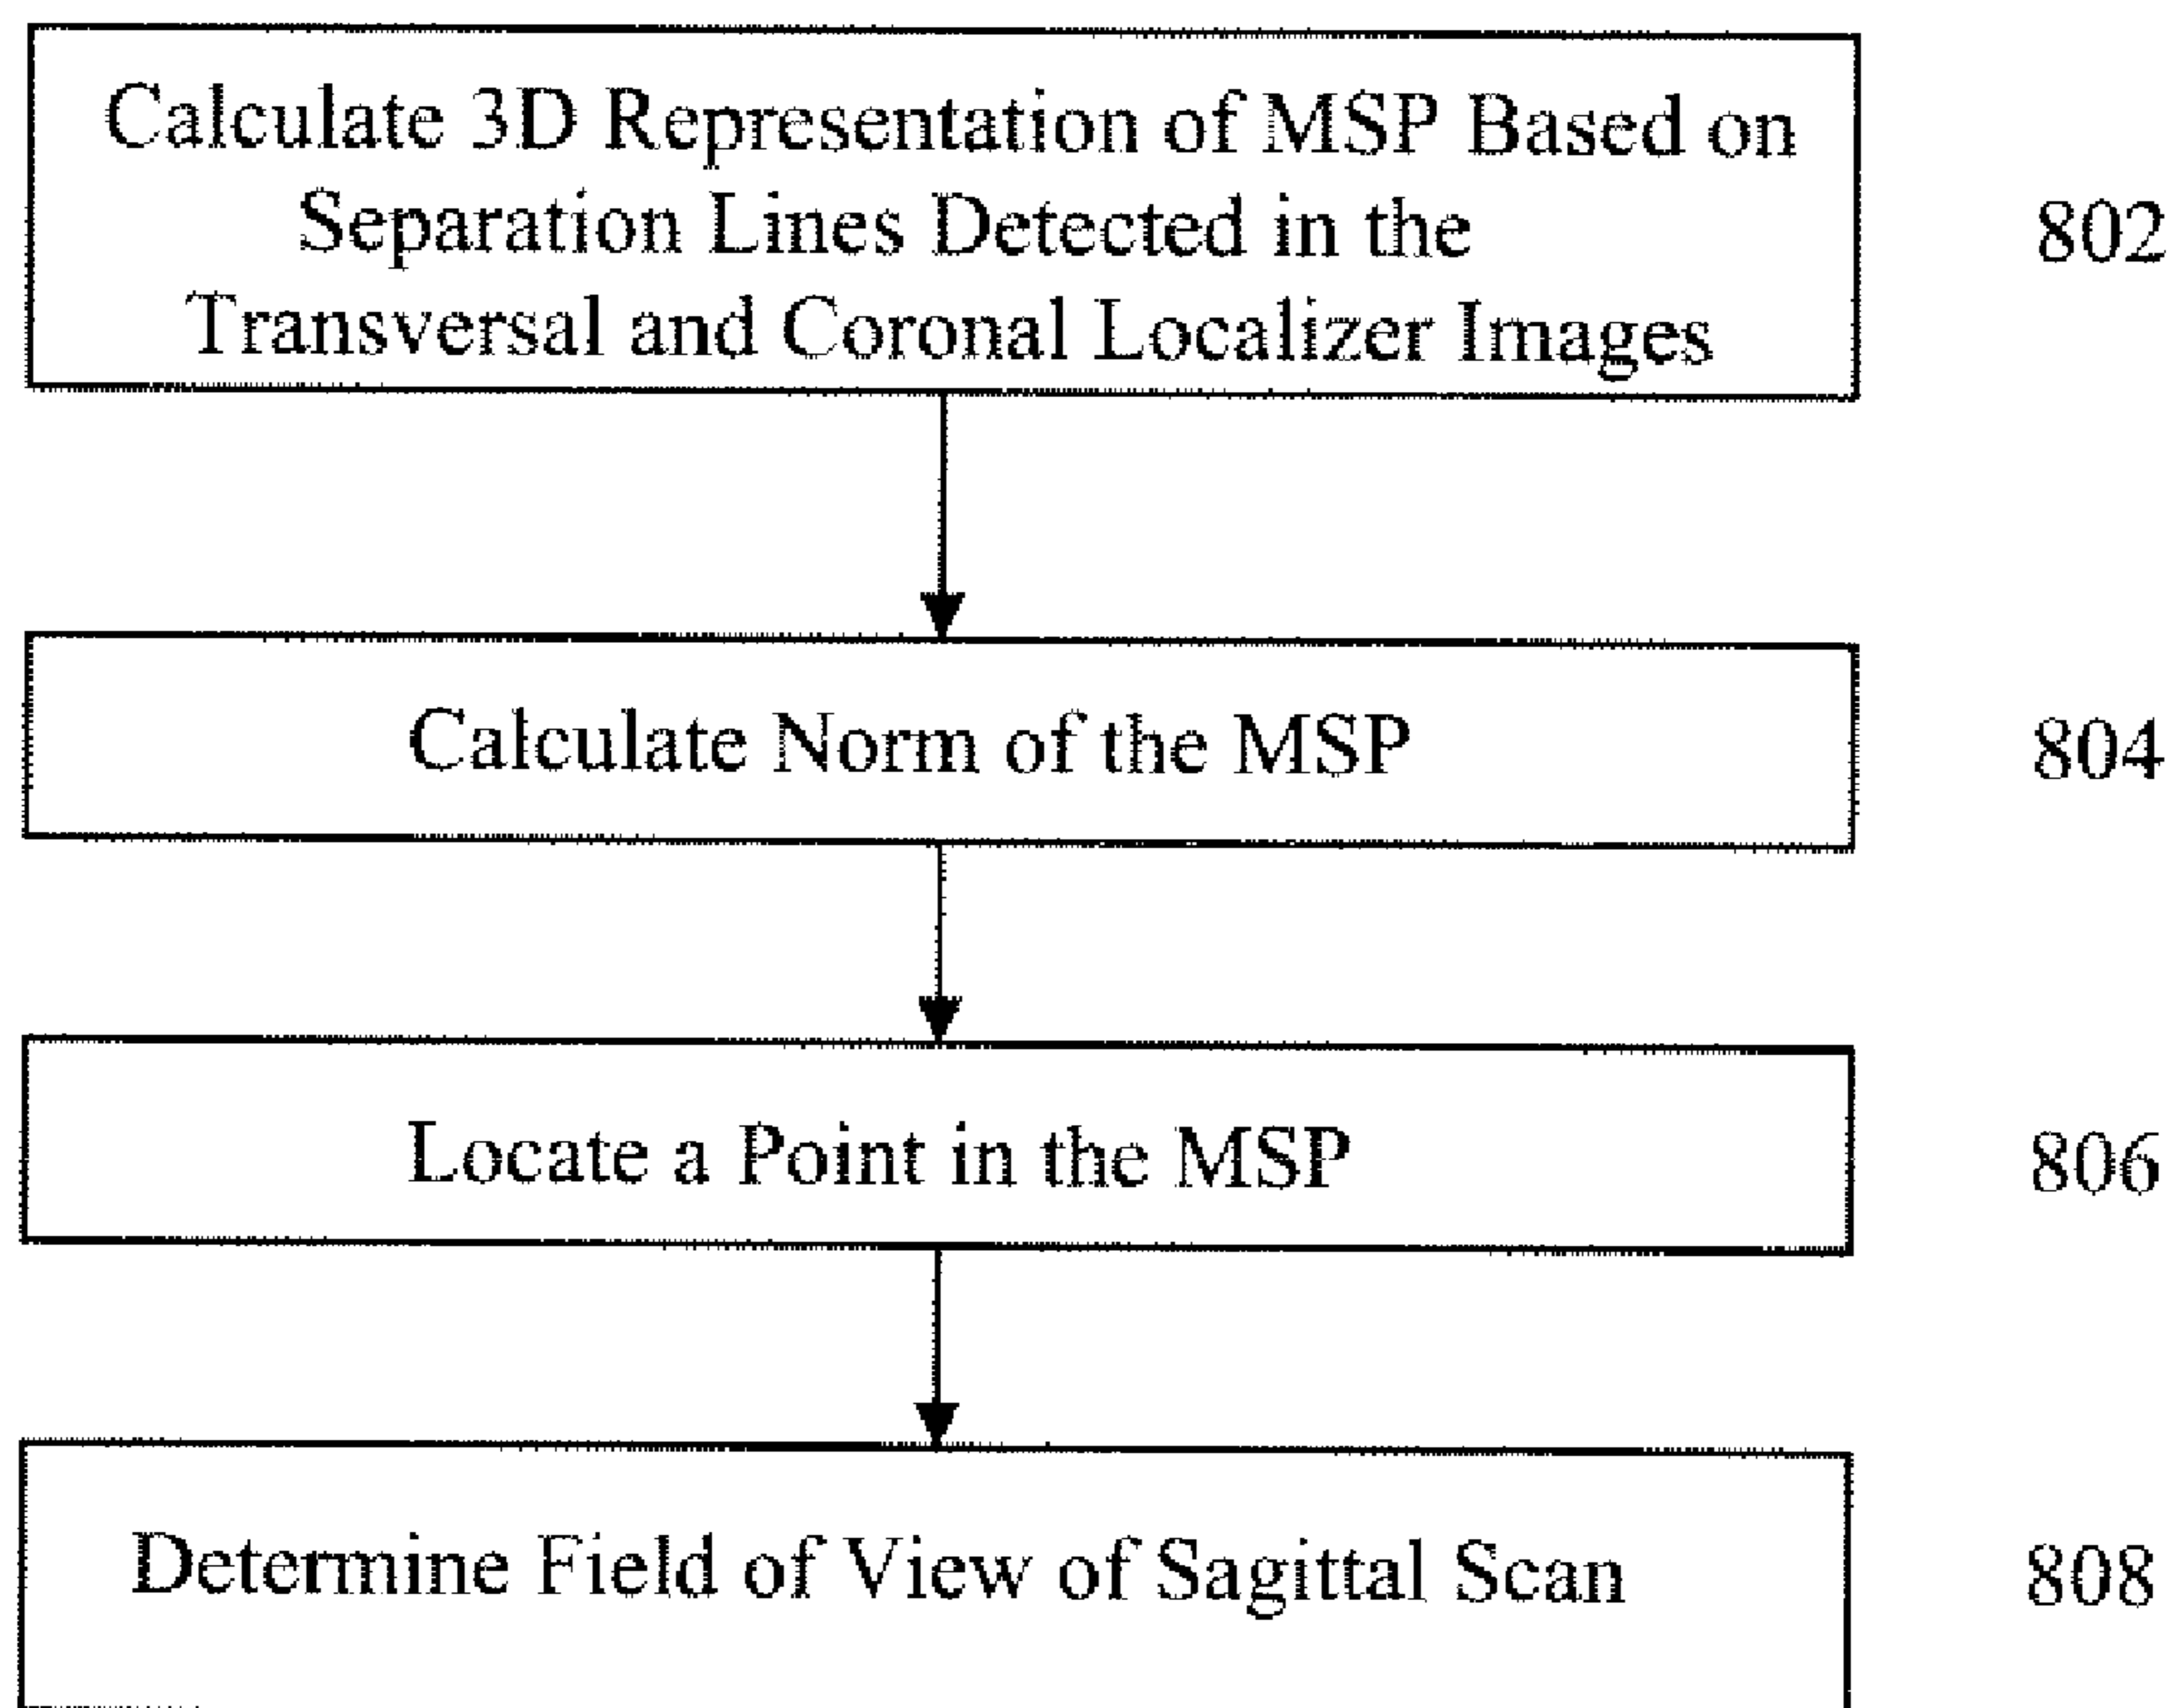 Calculate 3D Representation of MSP Based on
Separation Lines Detected in the
Transversal and Coronal Localizer Images
802
Calculate Norm of the MSP
804
Locate a Point in the MSP
806
Determine Field of View of Sagittal Scan
808